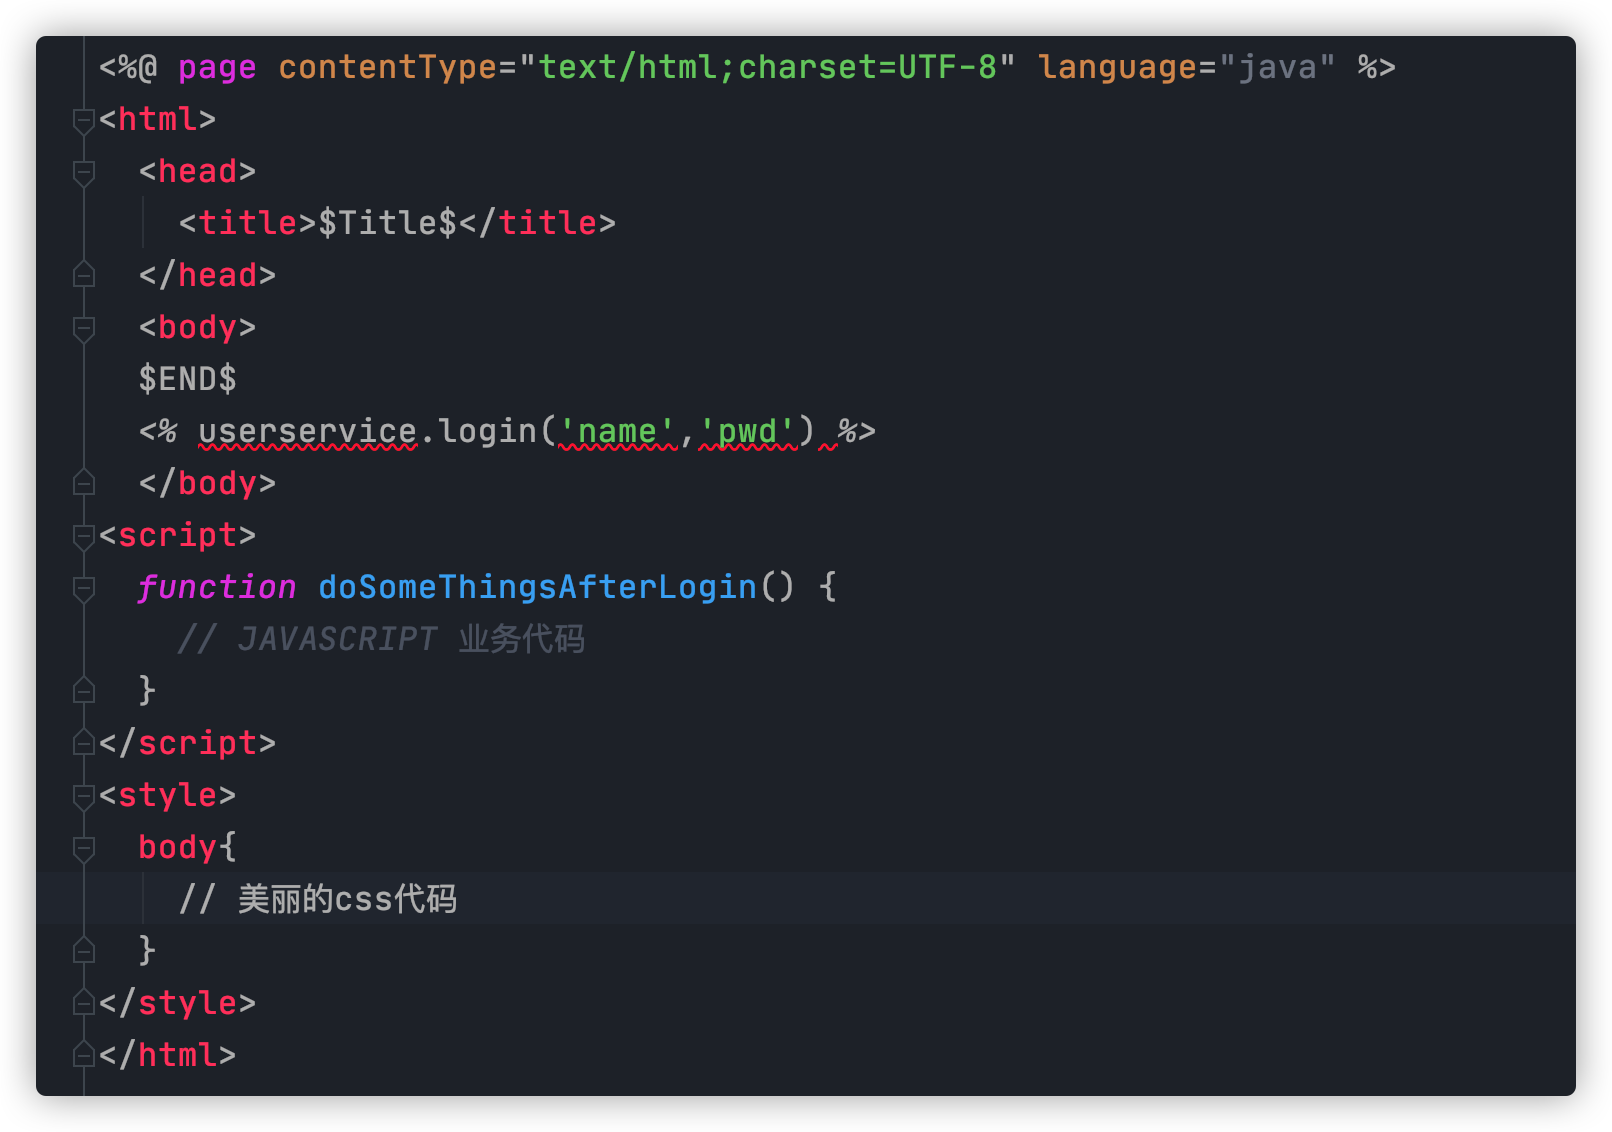 <%@ page contentType="text/html;charset=UTF-8" language="java" %>
<html>
  <head>
    <title>$Title$</title>
  </head>
  <body>
  $END$
  <% userservice.login('name','pwd') %>
  </body>
<script>
  function doSomeThingsAfterLogin() {
    // JAVASCRIPT 业务代码
  }
</script>
<style>
  body{
    // 美丽的css代码
  }
</style>
</html>